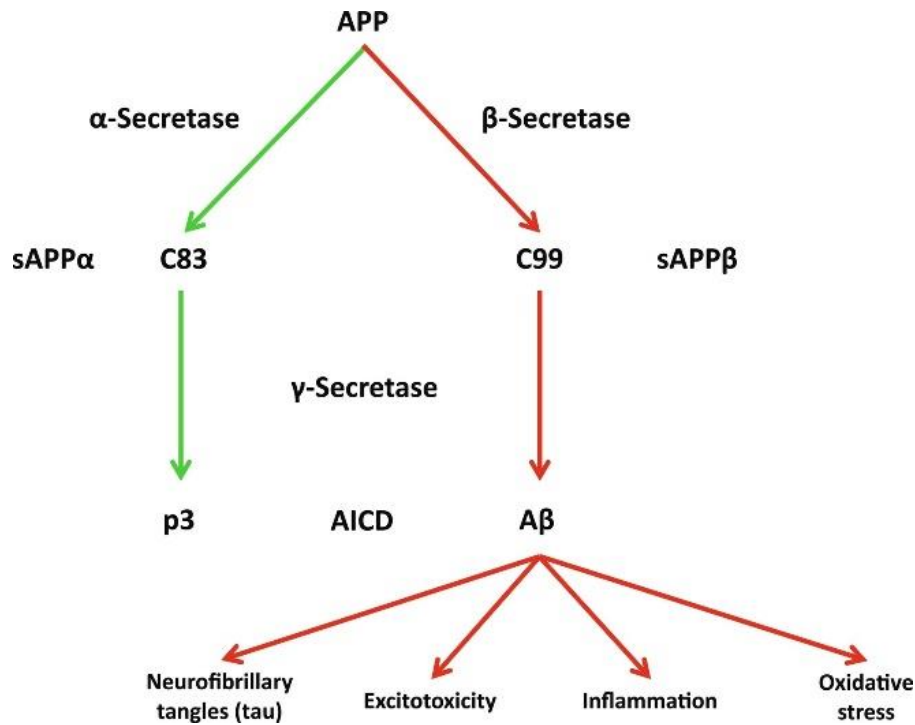 APP
α-Secretase
β-Secretase
sAPPα
C83
C99
sAPPβ
γ-Secretase
p3
AICD
Aβ
Neurofibrillary
tangles (tau)
Excitotoxicity
Inflammation
Oxidative
stress